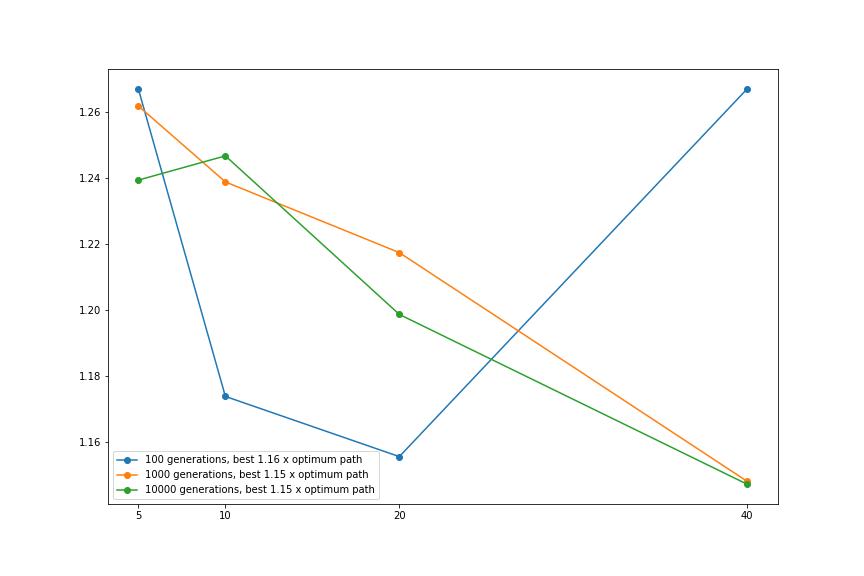 1.26
1.24
1.22
1.20
1.18
1.16
100 generations, best 1.16 x optimum path
1000 generations, best 1.15 x optimum path
10000 generations, best 1.15 x optimum path
5 10 20 40